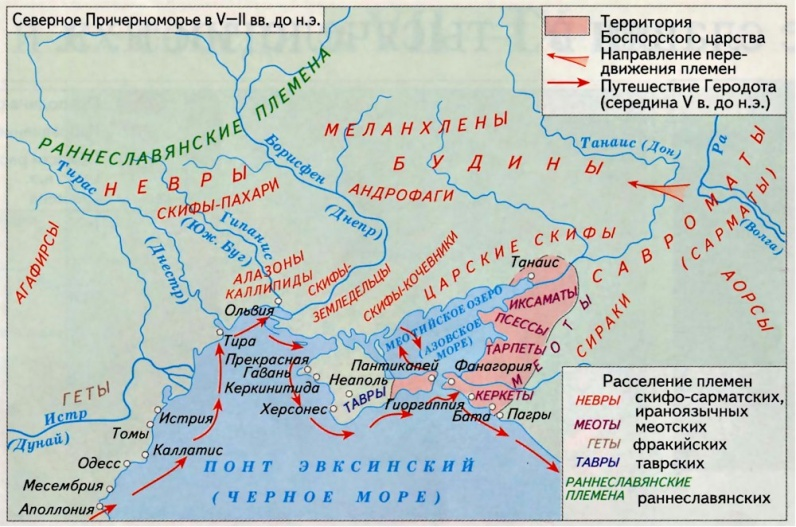 Северное Причерноморье в V—II вв. до н.э.
Территория
Боспорского царства
Направление пере-
движения племен
Путешествие Геродота
(середина V в. до н.э.)
РАННЕСЛАВЯНСКИЕ ПЛЕМЕНА
МЕЛАНХЛЕНЫ
БУДИНЫ
Танаис (Дон)
Ра
(Волга)
Тирас
(Днестр)
НЕВРЫ
Борисфен
(Днепр)
АНДРОФАГИ
СКИФЫ-ПАХАРИ
Гипанис
(Юж. Буг)
САВРОМАТЫ
(САРМАТЫ)
АОРСЫ
АГАФИРСЫ
АЛАЗОНЫ
КАЛЛИПИДЫ
СКИФЫ-
ЗЕМЛЕДЕЛЬЦЫ
СКИФЫ-КОЧЕВНИКИ
ЦАРСКИЕ СКИФЫ
Танаис
Ольвия
МЕОТИЙСКОЕ ОЗЕРО
(АЗОВСКОЕ
МОРЕ)
ИКСАМАТЫ
ПСЕССЫ
ТАРПЕТЫ
МЕОТЫ
СИРАКИ
Тира
Прекрасная
Гавань
Керкинитида
Неаполь
Пантикапей
Фанагория
ТАВРЫ
КЕРКЕТЫ
Херсонес
Гиоргиппия
Бата
Пагры
ГЕТЫ
Истр
(Дунай)
Истрия
Томы
Каллатис
Одесс
Месембрия
Аполлония
ПОНТ ЭВКСИНСКИЙ
(ЧЕРНОЕ МОРЕ)
Расселение племен
НЕВРЫ скифо-сарматских,
ираноязычных
МЕОТЫ меотских
ГЕТЫ фракийских
ТАВРЫ таврских
РАННЕСЛАВЯНСКИЕ
ПЛЕМЕНА раннеславянских